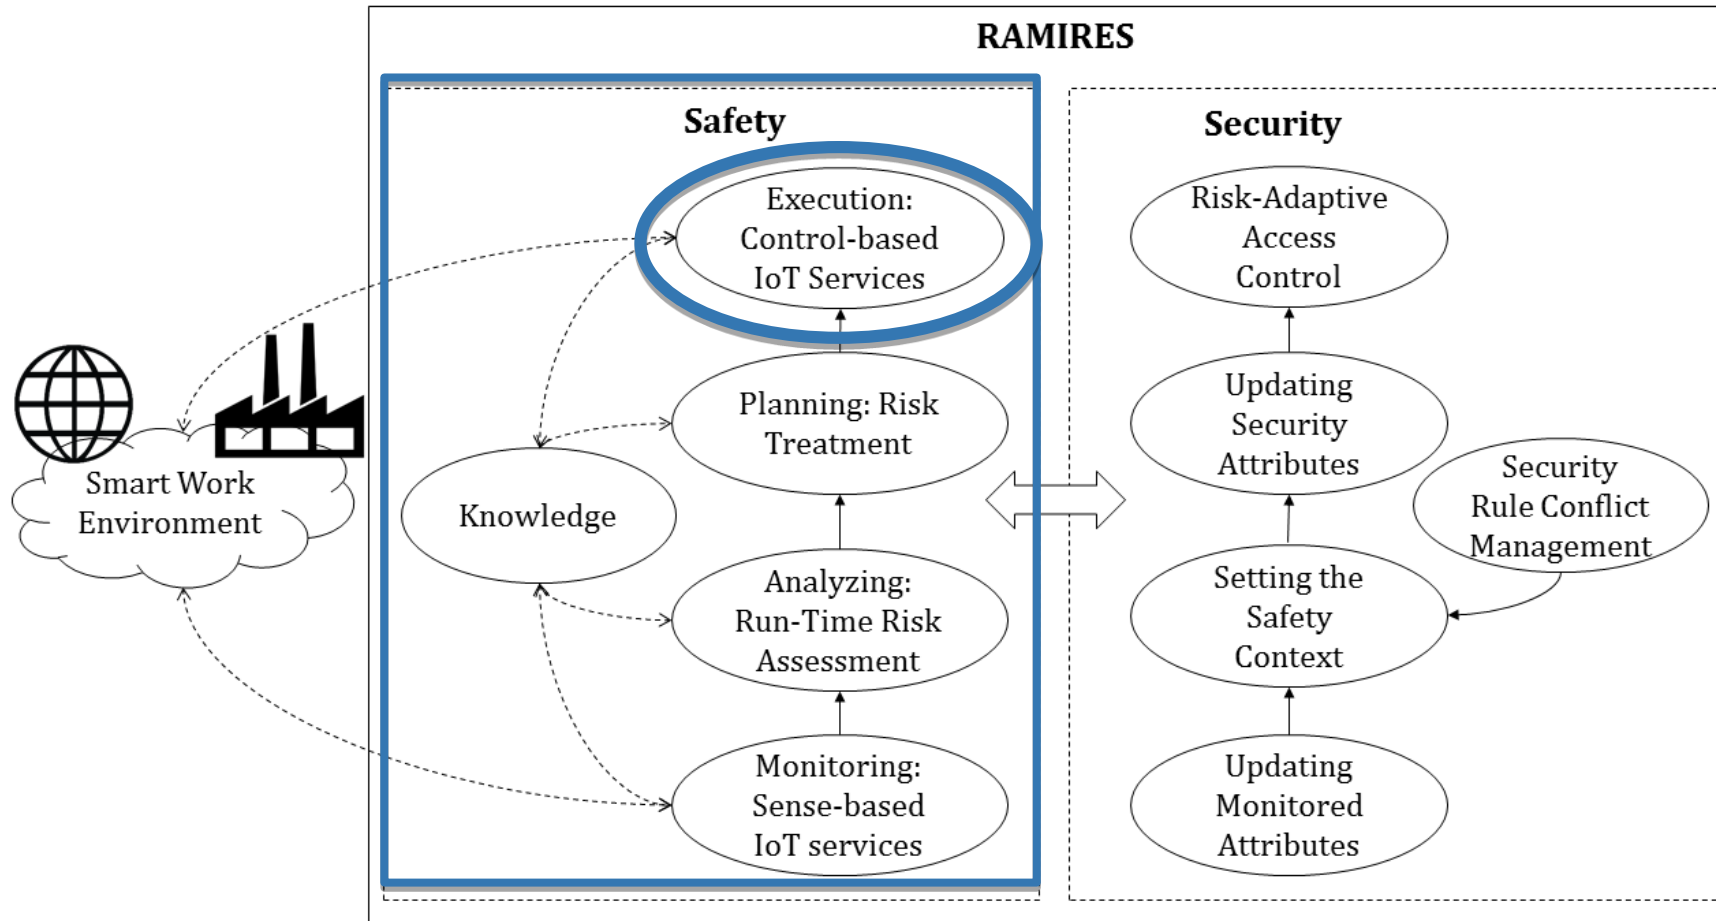 RAMIRES
Safety
Execution:
Control-based
IoT Services
Planning: Risk
Treatment
Knowledge
Analyzing:
Run-Time Risk
Assessment
Monitoring:
Sense-based
IoT services
Smart Work
Environment
Security
Risk-Adaptive
Access
Control
Updating
Security
Attributes
Security
Rule Conflict
Management
Setting the
Safety
Context
Updating
Monitored
Attributes